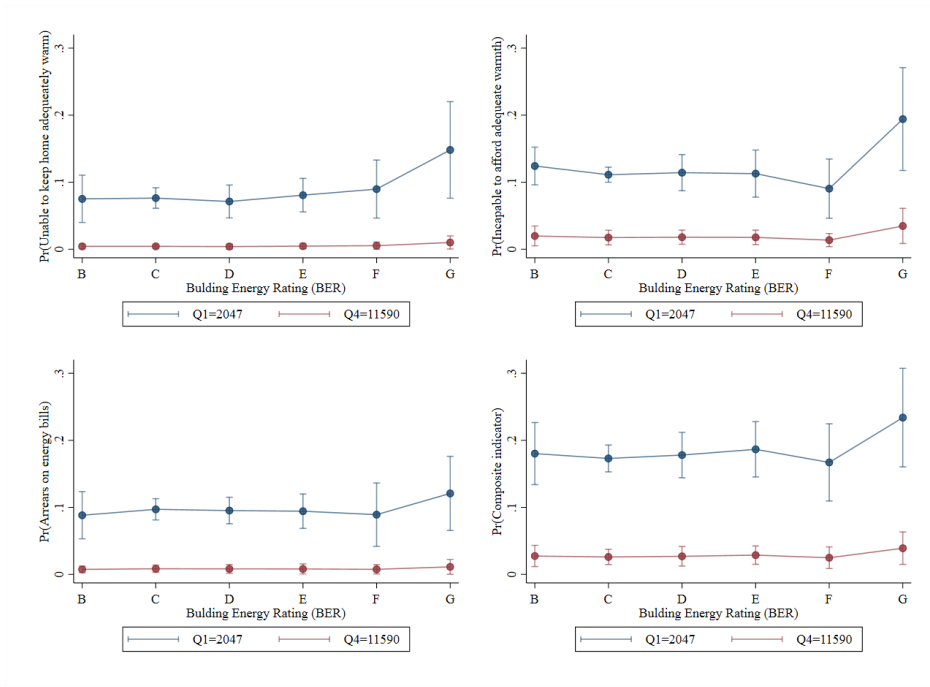 Pr(Unable to keep home adequeately warm)
.3
.2
.1
0
B C D E F G
Bulding Energy Rating (BER)
Q1=2047 Q4=11590
Pr(Incapable to afford adequeate warmth)
.3
.2
.1
0
B C D E F G
Bulding Energy Rating (BER)
Q1=2047 Q4=11590
Pr(Arrears on energy bills)
.3
.2
.1
0
B C D E F G
Bulding Energy Rating (BER)
Q1=2047 Q4=11590
Pr(Composite indicator)
.3
.2
.1
0
B C D E F G
Bulding Energy Rating (BER)
Q1=2047 Q4=11590